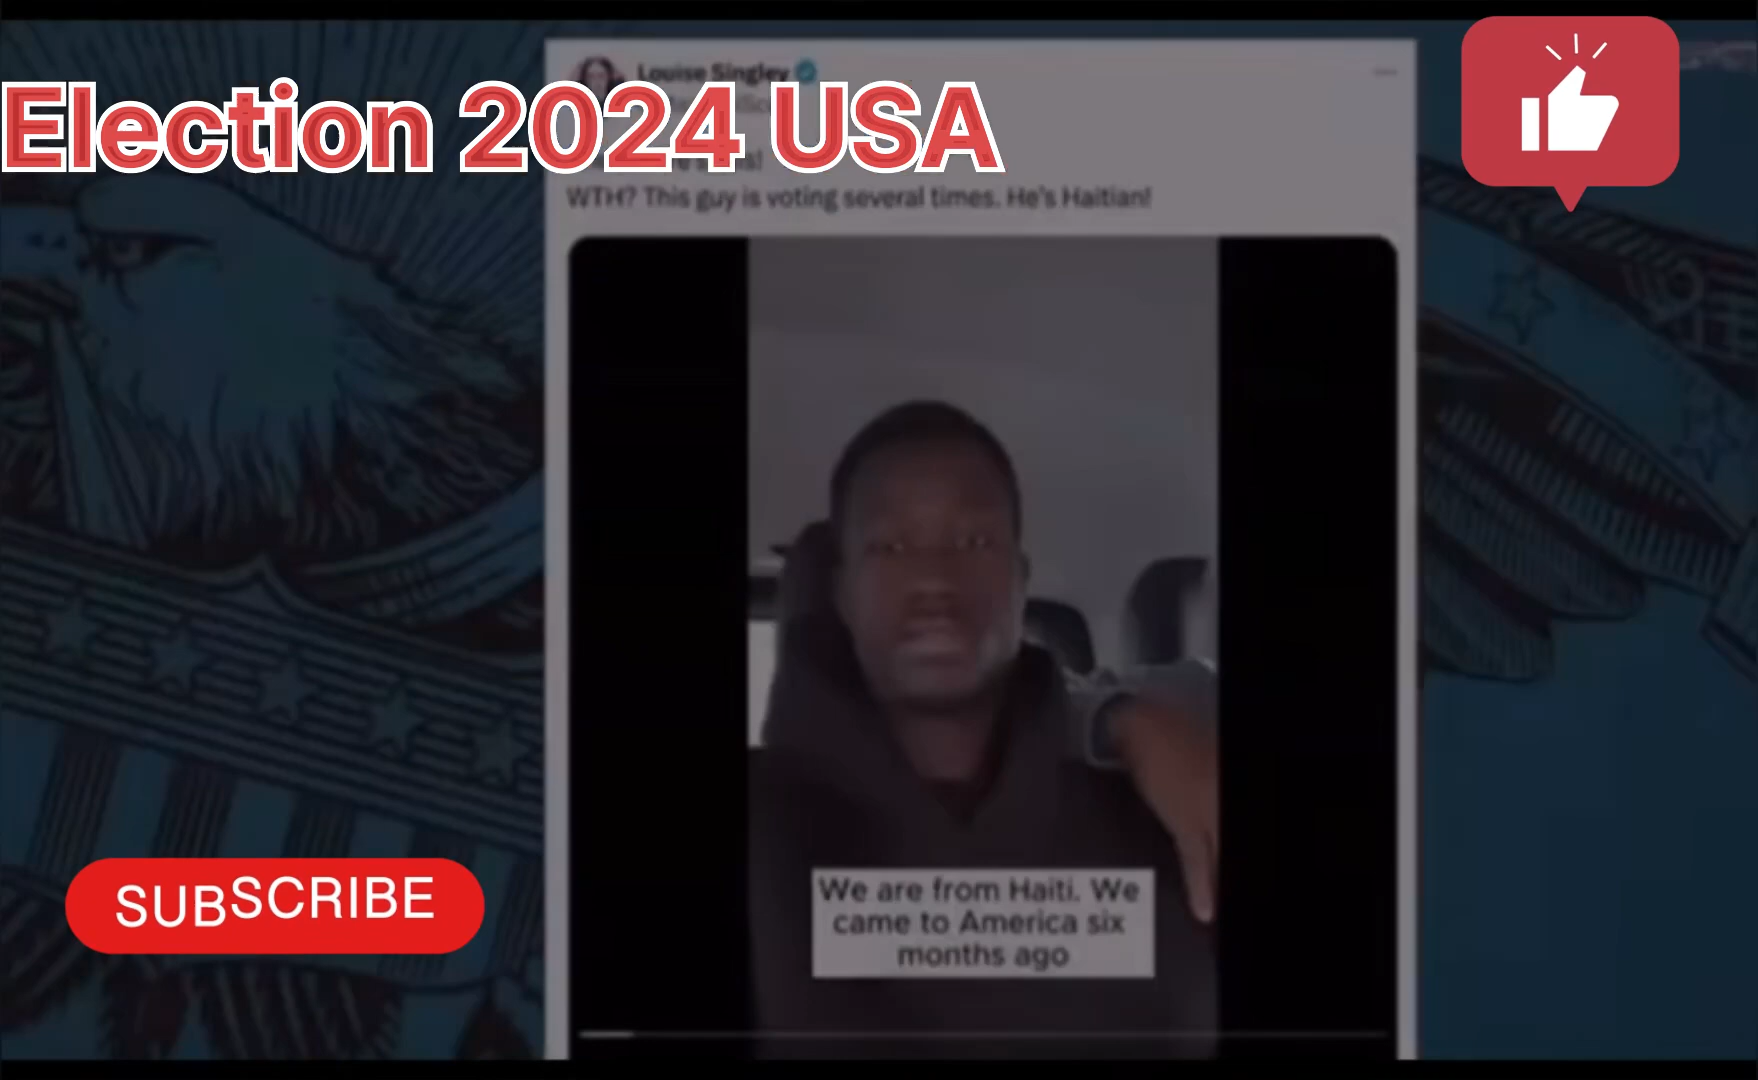 Louise Singley
Election 2024 USA
WTH? This guy is voting several times. He's Haitian!
We are from Haiti. We
came to America six
months ago
SUBSCRIBE